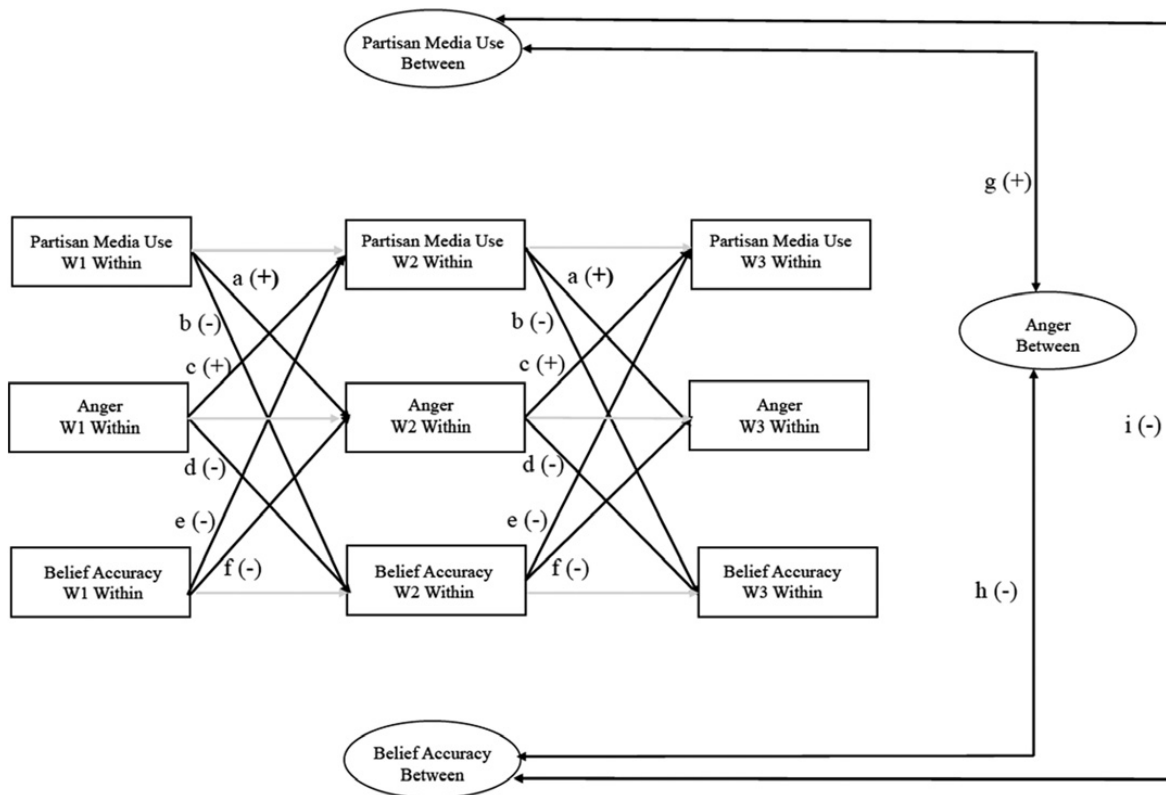 Partisan Media Use
Between
g (+)
Partisan Media Use
W1 Within
Partisan Media Use
W2 Within
Partisan Media Use
W3 Within
a (+)
a (+)
b (-)
b (-)
Anger
Between
c (+)
c (+)
Anger
W1 Within
Anger
W2 Within
Anger
W3 Within
i (-)
d (-)
d (-)
e (-)
e (-)
f (-)
f (-)
Belief Accuracy
W1 Within
Belief Accuracy
W2 Within
Belief Accuracy
W3 Within
h (-)
Belief Accuracy
Between